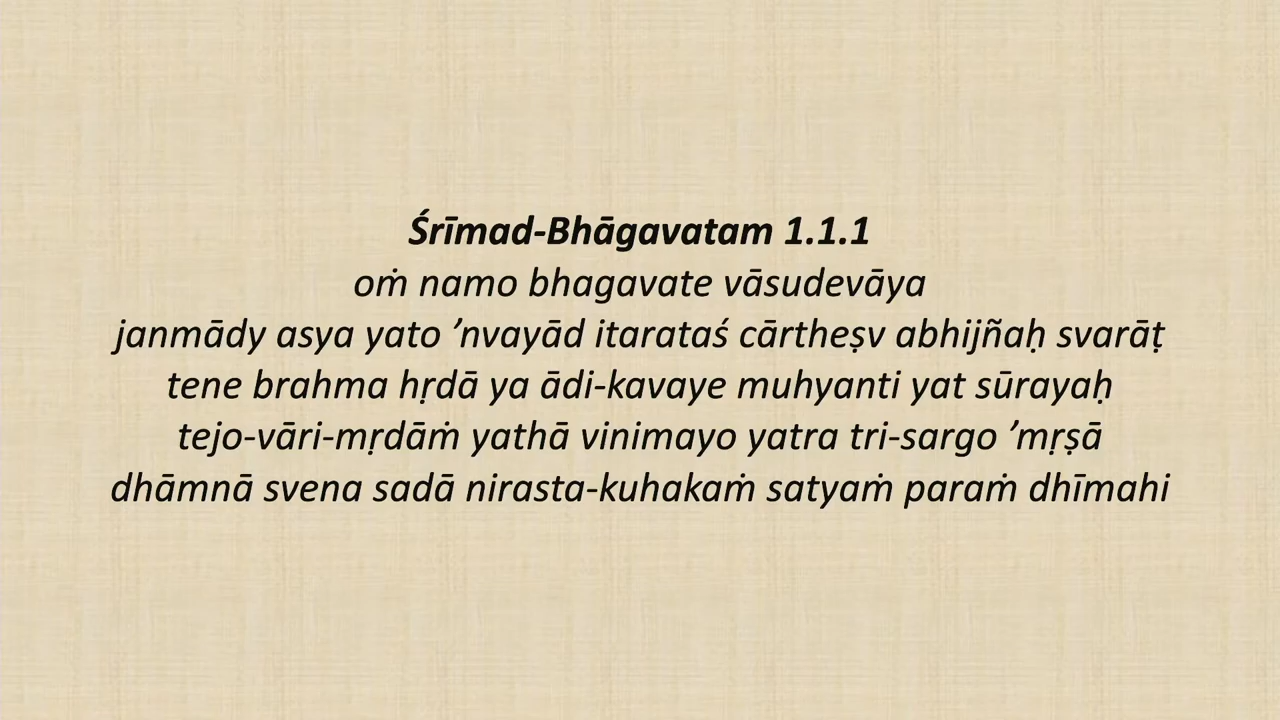 Śrīmad-Bhāgavatam 1.1.1
oṁ namo bhagavate vāsudevāya
janmādy asya yato ’nvayād itarataś cārtheṣv abhijñaḥ svarāṭ
tene brahma hṛdā ya ādi-kavaye muhyanti yat sūrayaḥ
tejo-vāri-mṛdāṁ yathā vinimayo yatra tri-sargo ’mṛṣā
dhāmnā svena sadā nirasta-kuhakaṁ satyaṁ paraṁ dhīmahi